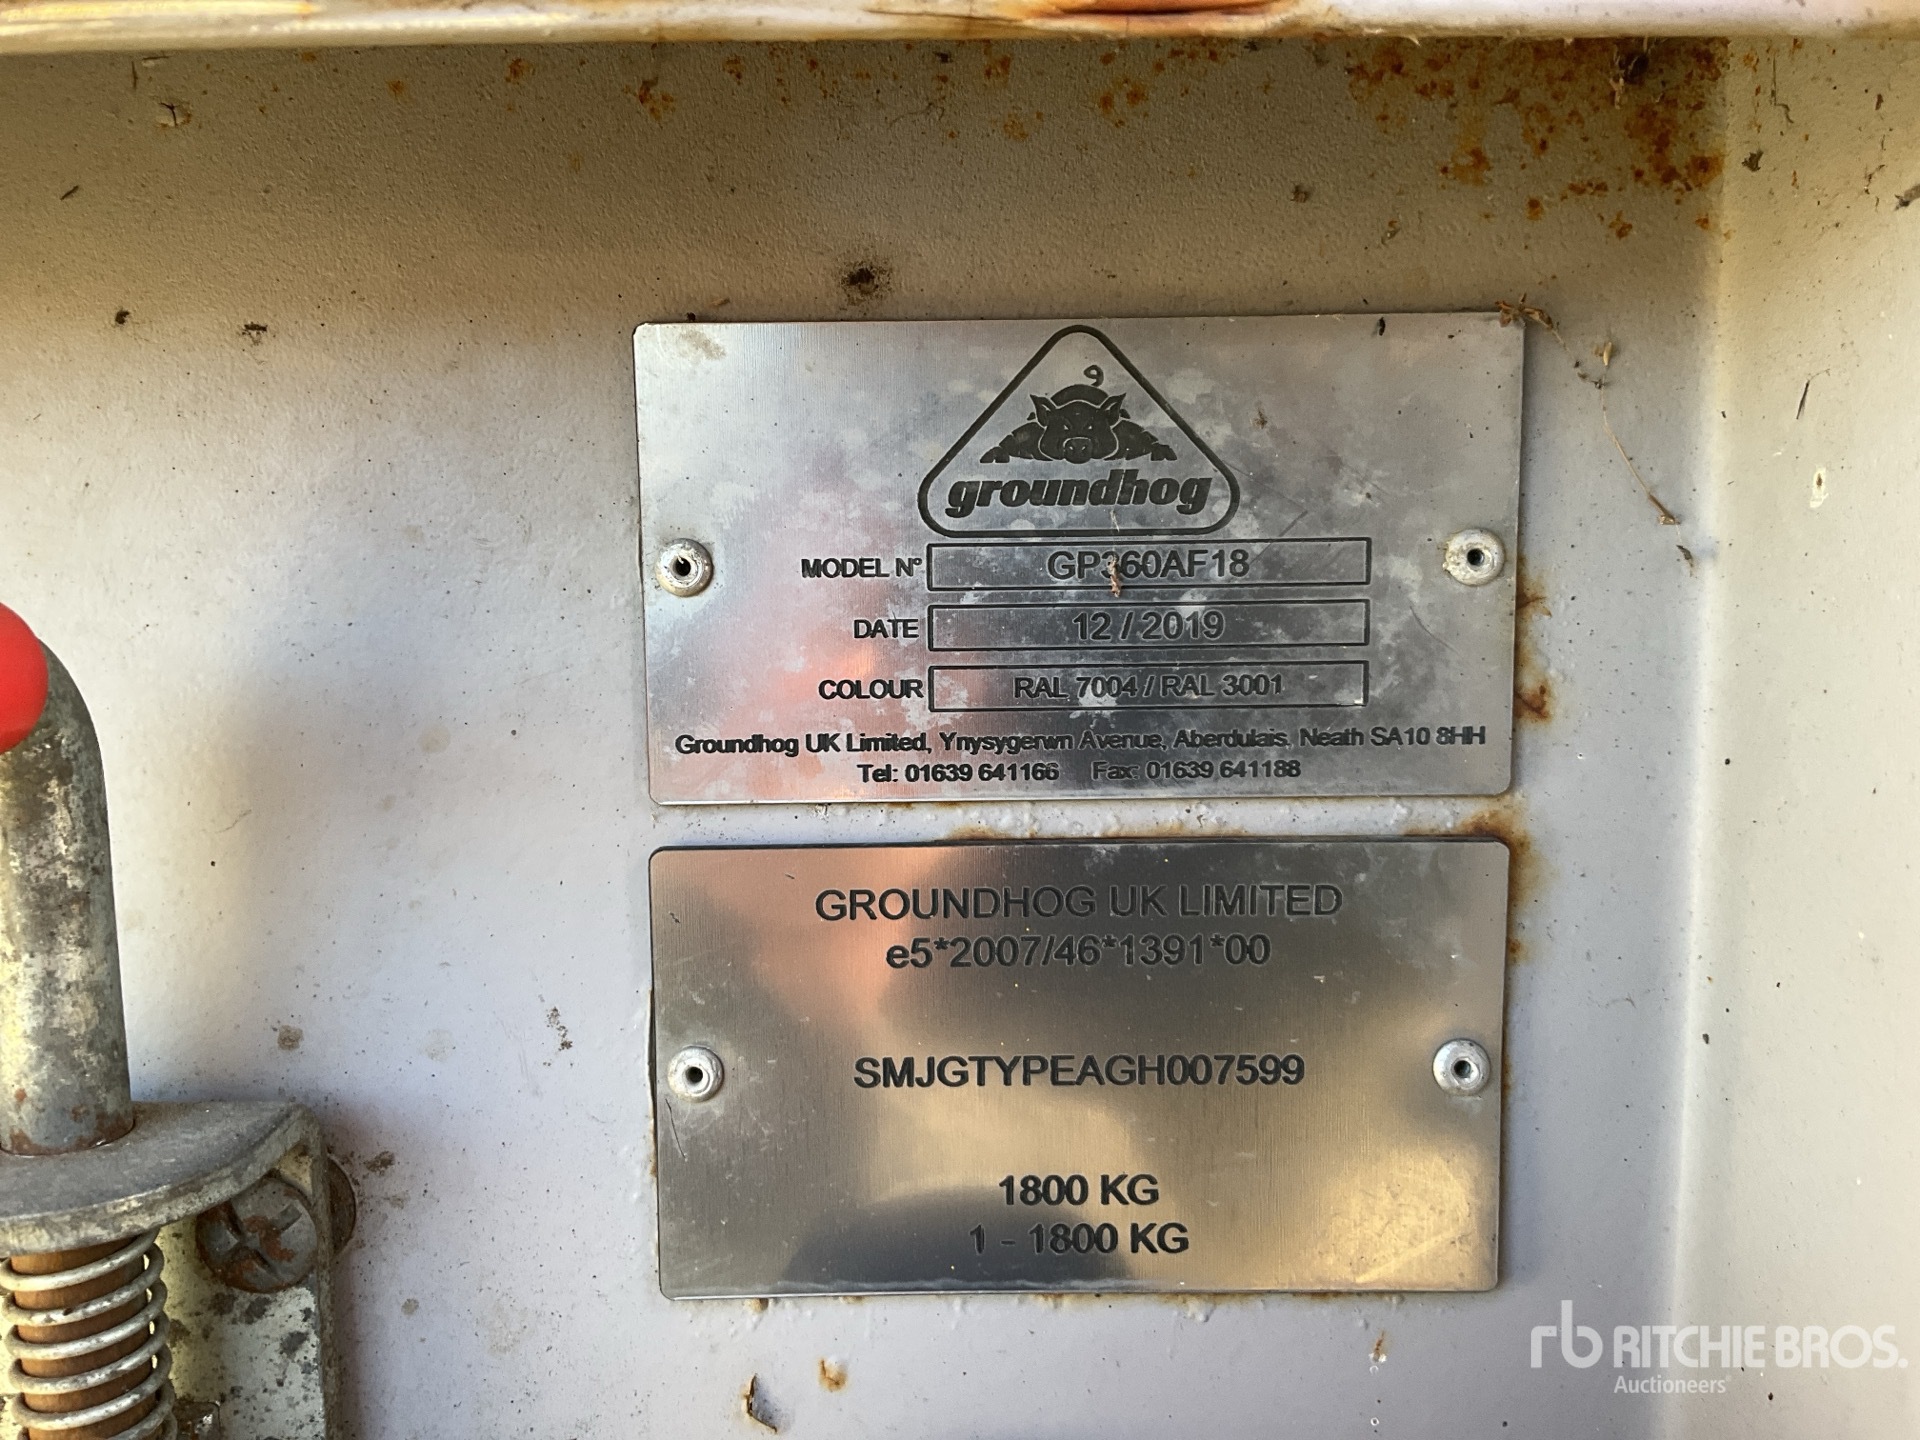 groundhog
MODEL Nº GP360AF18
DATE 12 / 2019
COLOUR RAL 7004 / RAL 3001
Groundhog UK Limited, Ynysygerwn Avenue, Aberdulais, Neath SA10 8HH
Tel: 01639 641166 Fax: 01639 641188
GROUNDHOG UK LIMITED
e5*2007/46*1391*00
SMJGTYPEAGH007599
1800 KG
1 - 1800 KG
rb RITCHIE BROS.
Auctioneers